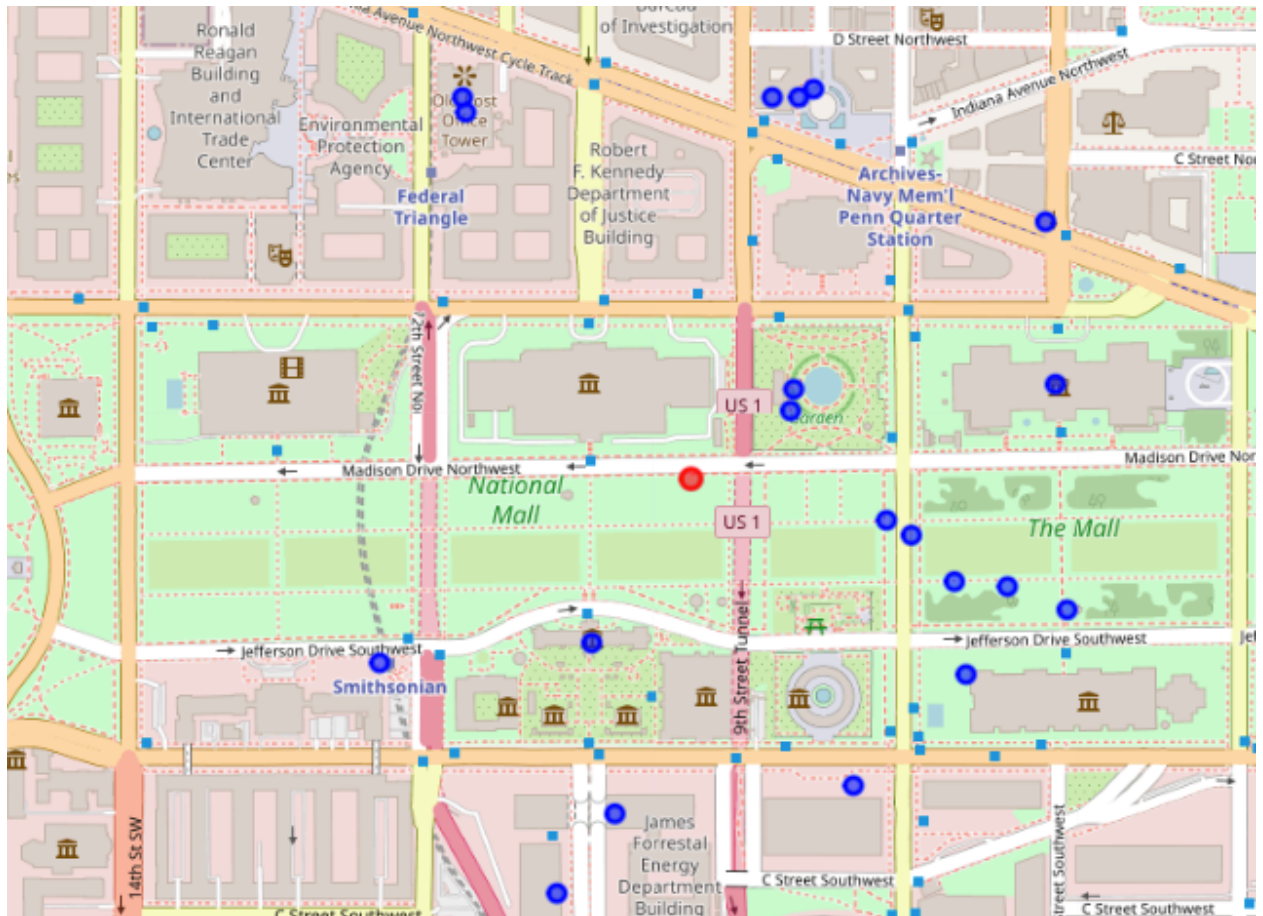 Bureau
of Investigation
D Street Northwest
Avenue Northwest Cycle Track
Indiana Avenue Northwest
Ronald
Reagan
Building
and
International
Trade
Center
Environmental
Protection
Agency
Old Post
Office
Tower
Robert
F. Kennedy
Department
of Justice
Building
C Street
Archives-
Navy Mem'l
Penn Quarter
Station
Federal
Triangle
12th Street
US 1
Garden
Madison Drive Northwest
Madison Drive
National
Mall
US 1
The Mall
9th Street Tunnel
Jefferson Drive Southwest
Jefferson Drive Southwest
Smithsonian
14th St SW
James
Forrestal
Energy
Department
Building
C Street Southwest
Street Southwest
C Street Southwest
C Street Southwest